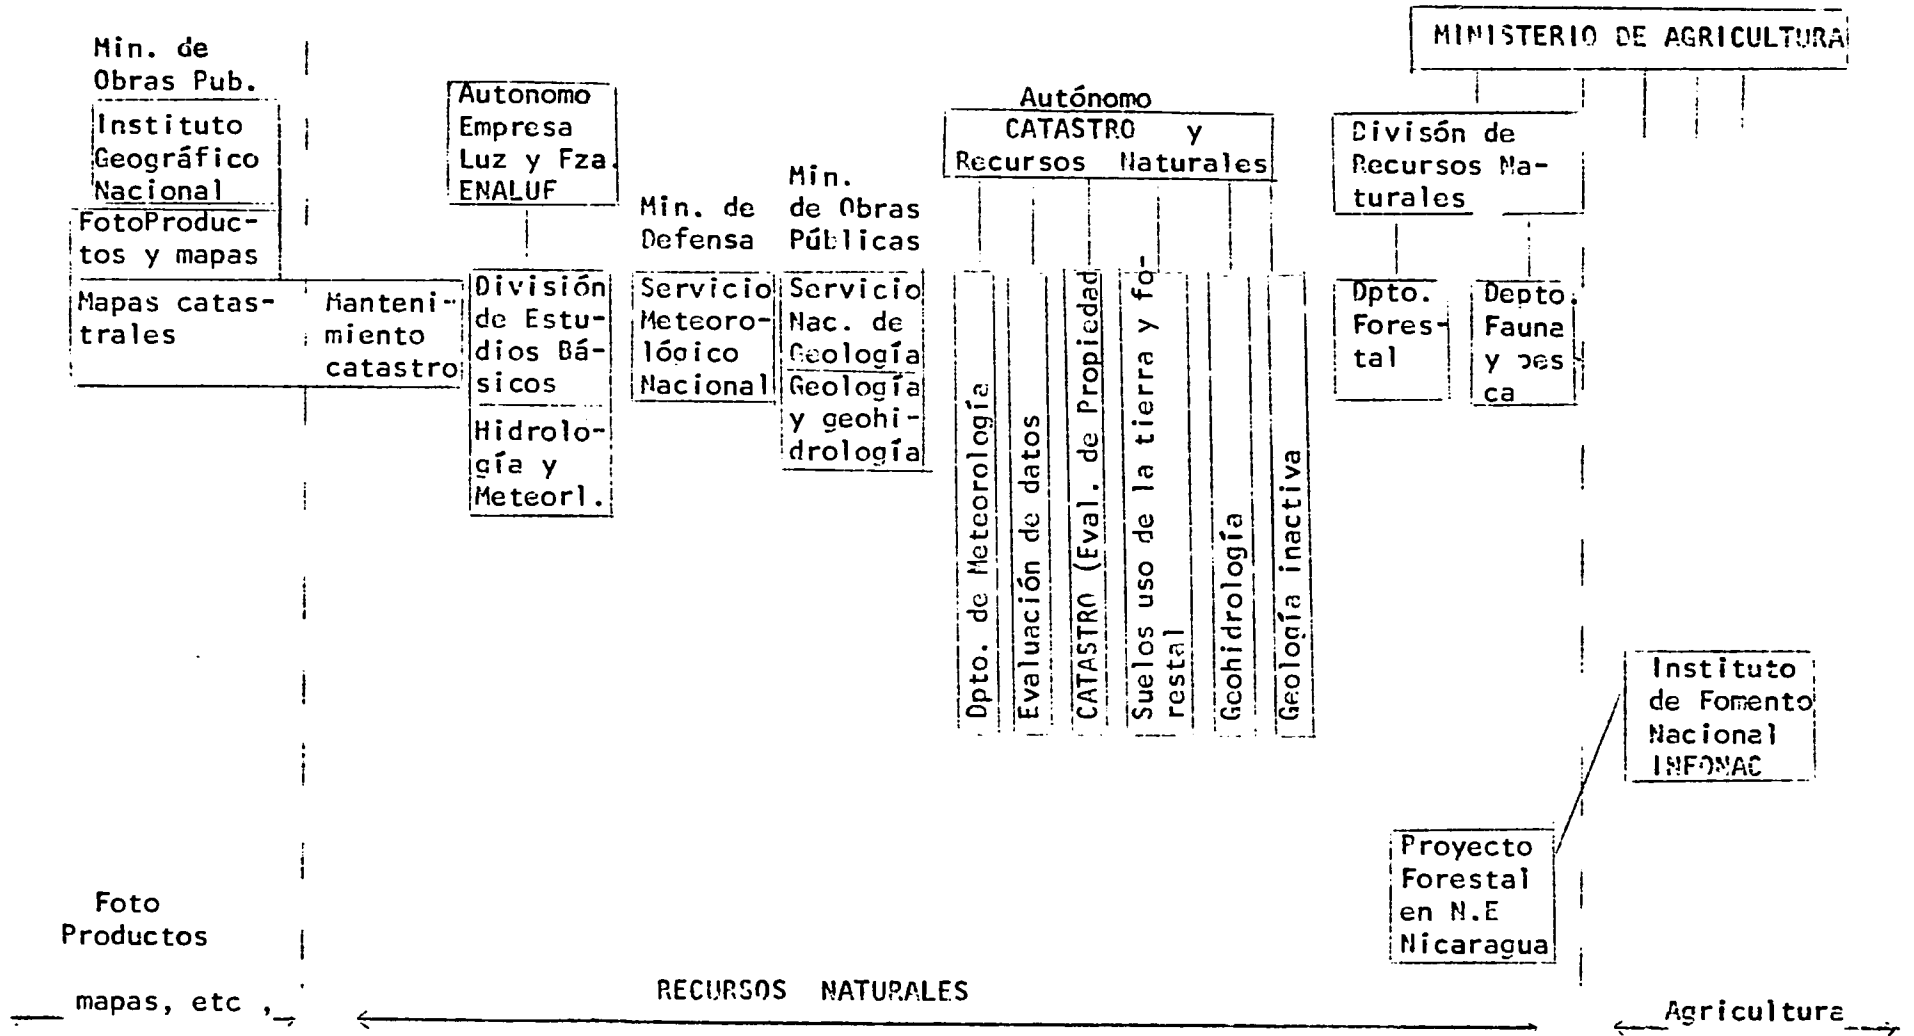 Min. de
Obras Pub.
Instituto
Geográfico
Nacional
FotoProduc-
tos y mapas
Mapas catas-
trales
Manteni-
miento
catastro
Autonomo
Empresa
Luz y Fza.
ENALUF
División
de Estu-
dios Bá-
sicos
Hidrolo-
gía y
Meteorl.
Min. de
Defensa
Servicio
Meteoro-
lógico
Nacional
Min.
de Obras
Públicas
Servicio
Nac. de
Geología
Geología
y geohi-
drología
Autónomo
CATASTRO y
Recursos Naturales
Dpto. de Meteorología
Evaluación de datos
CATASTRO (Eval. de Propiedad
Suelos uso de la tierra y fo-
restal
Geohidrología
Geología inactiva
MINISTERIO DE AGRICULTURA
Divisón de
Recursos Na-
turales
Dpto.
Fores-
tal
Depto.
Fauna
y pes
ca
Instituto
de Fomento
Nacional
INFONAC
Proyecto
Forestal
en N.E
Nicaragua
Foto
Productos
mapas, etc ,
RECURSOS NATURALES
Agricultura